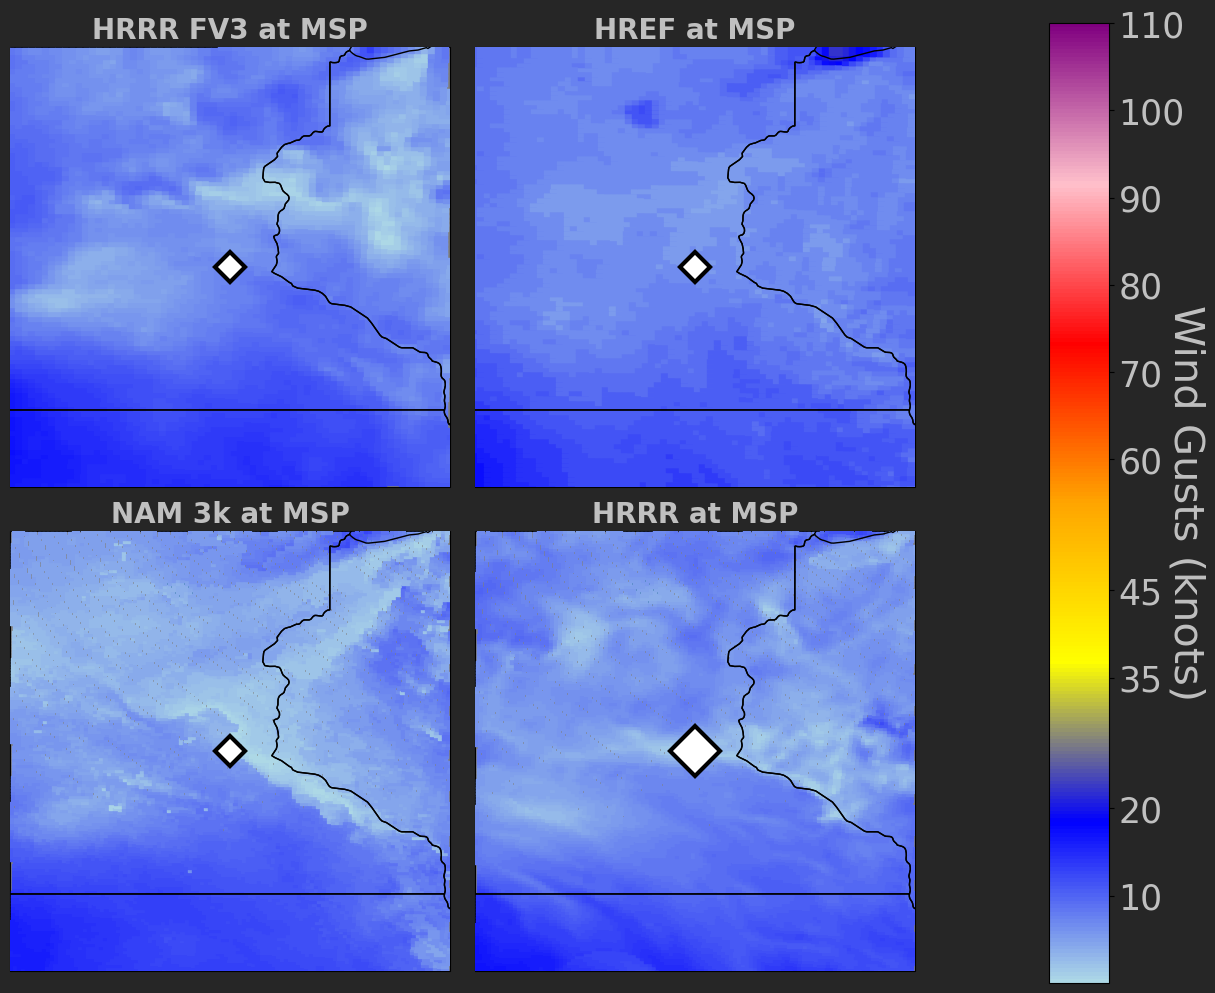 HRRR FV3 at MSP
HREF at MSP
NAM 3k at MSP
HRRR at MSP
110
100
90
80
70
60
45
35
20
10
Wind Gusts (knots)